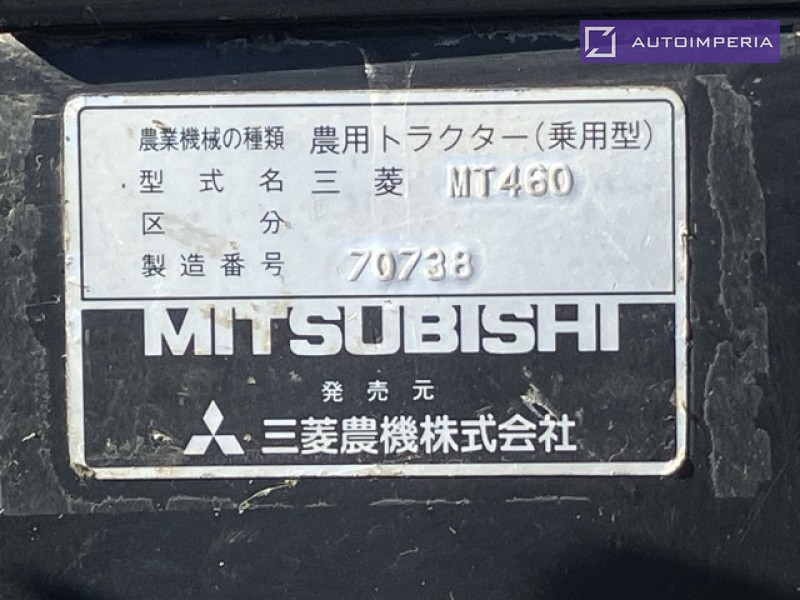 AUTOIMPERIA
農業機械の種類 農用トラクター(乗用型)
型式名 三菱 MT460
区分
製造番号 70738
MITSUBISHI
発売元
三菱農機株式会社